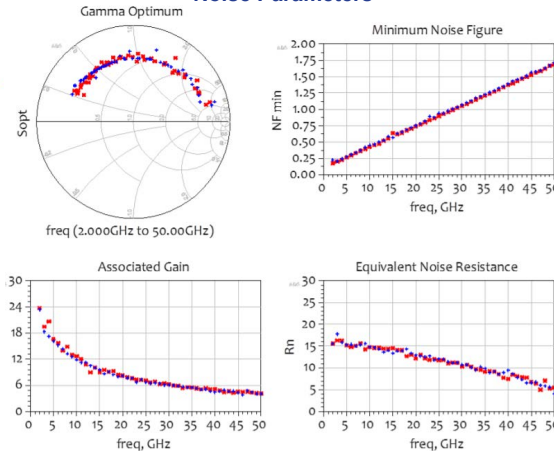 Noise Parameters
Gamma Optimum
Sopt
freq (2.000GHz to 50.00GHz)
Minimum Noise Figure
NF min
2.00
1.75
1.50
1.25
1.00
0.75
0.50
0.25
0.00
0 5 10 15 20 25 30 35 40 45 50
freq, GHz
Associated Gain
30
24
18
12
6
0
0 5 10 15 20 25 30 35 40 45 50
freq, GHz
Equivalent Noise Resistance
Rn
30
25
20
15
10
5
0
0 5 10 15 20 25 30 35 40 45 50
freq, GHz